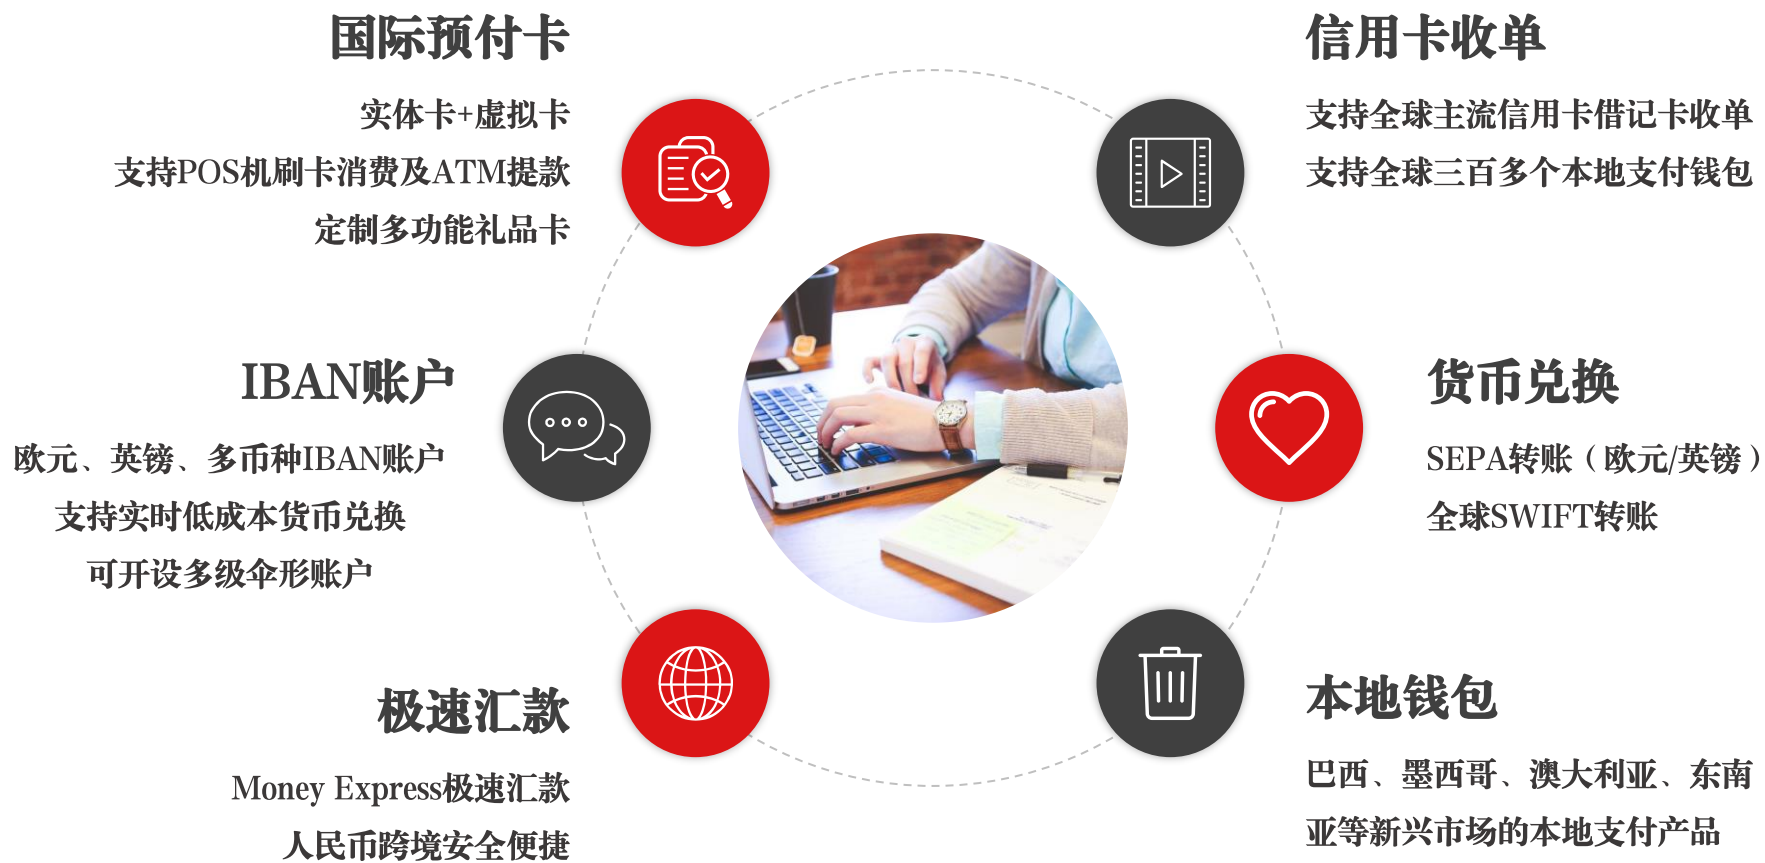 国际预付卡
实体卡+虚拟卡
支持POS机刷卡消费及ATM提款
定制多功能礼品卡
信用卡收单
支持全球主流信用卡借记卡收单
支持全球三百多个本地支付钱包
IBAN账户
欧元、英镑、多币种IBAN账户
支持实时低成本货币兑换
可开设多级伞形账户
货币兑换
SEPA转账（欧元/英镑）
全球SWIFT转账
极速汇款
Money Express极速汇款
人民币跨境安全便捷
本地钱包
巴西、墨西哥、澳大利亚、东南
亚等新兴市场的本地支付产品